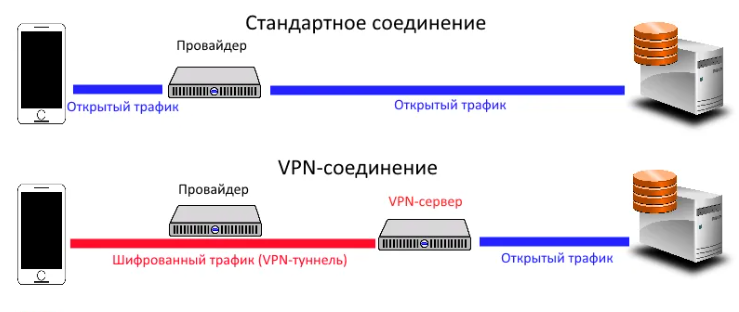 Стандартное соединение
Провайдер
Открытый трафик
Открытый трафик
VPN-соединение
Провайдер
VPN-сервер
Шифрованный трафик (VPN-туннель)
Открытый трафик